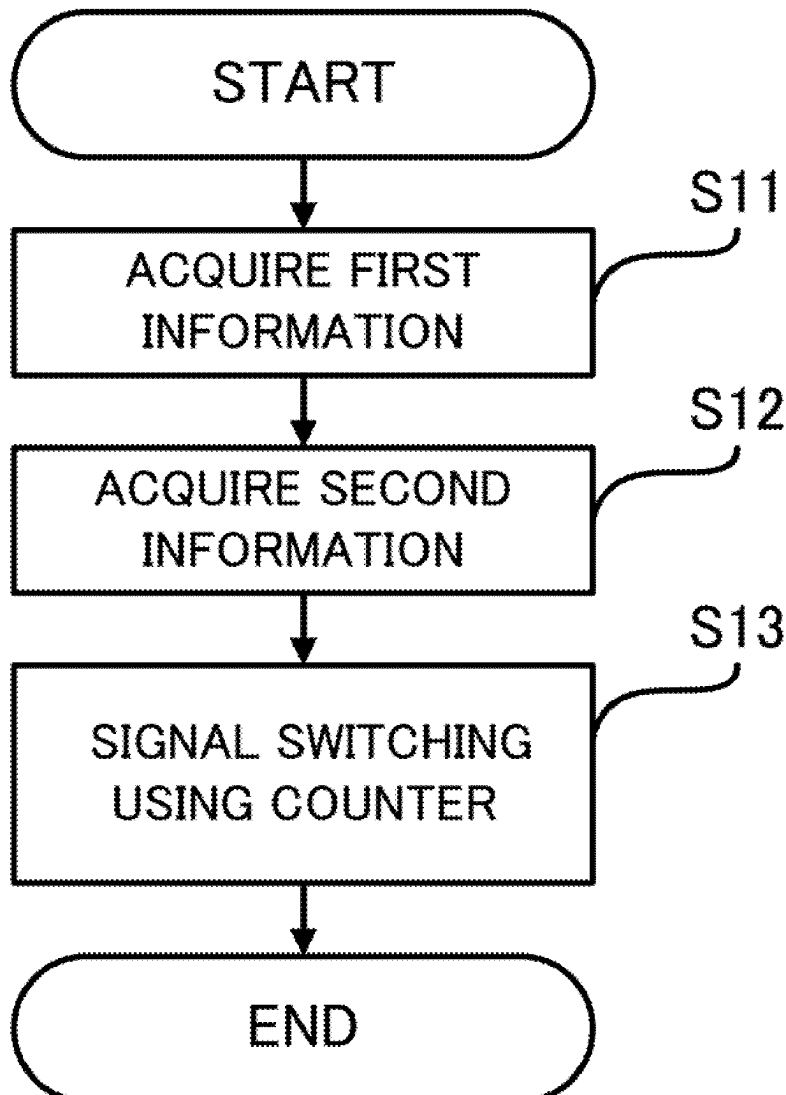 START
S11
ACQUIRE FIRST
INFORMATION
S12
ACQUIRE SECOND
INFORMATION
S13
SIGNAL SWITCHING
USING COUNTER
END